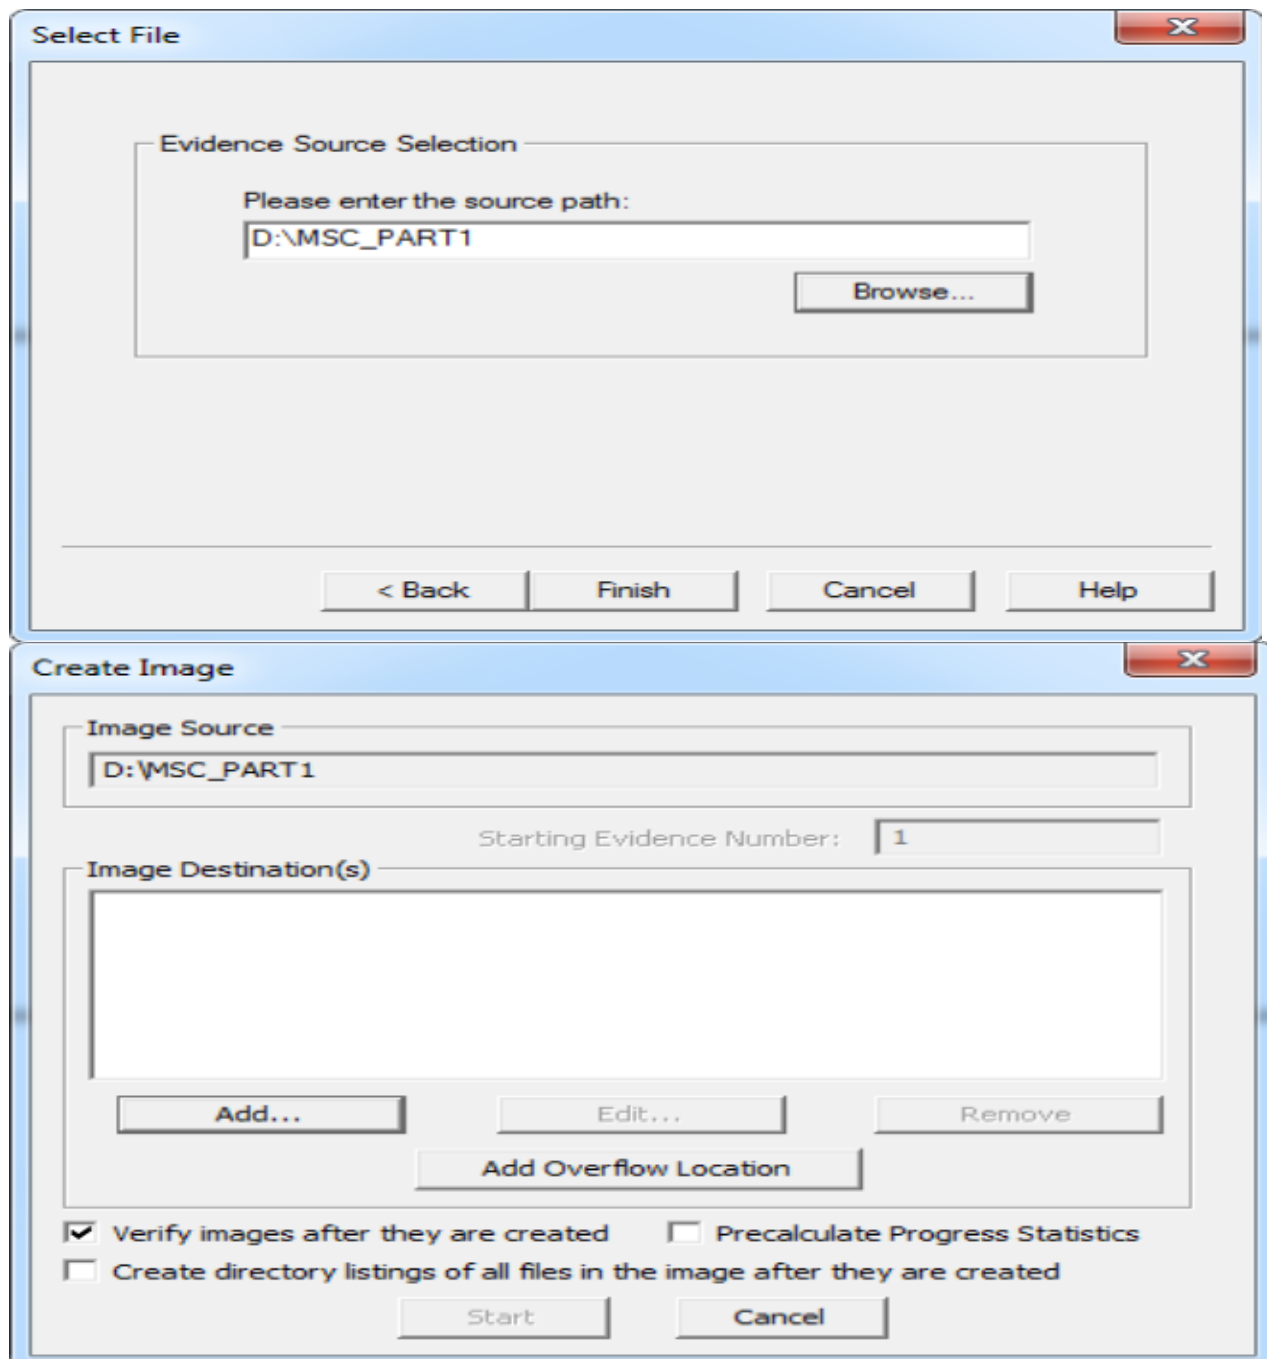 Select File
Evidence Source Selection
Please enter the source path:
D:\MSC_PART1
Browse...
< Back Finish Cancel Help
Create Image
Image Source
D:\MSC_PART1
Starting Evidence Number: 1
Image Destination(s)
Add... Edit... Remove
Add Overflow Location
Verify images after they are created Precalculate Progress Statistics
Create directory listings of all files in the image after they are created
Start Cancel